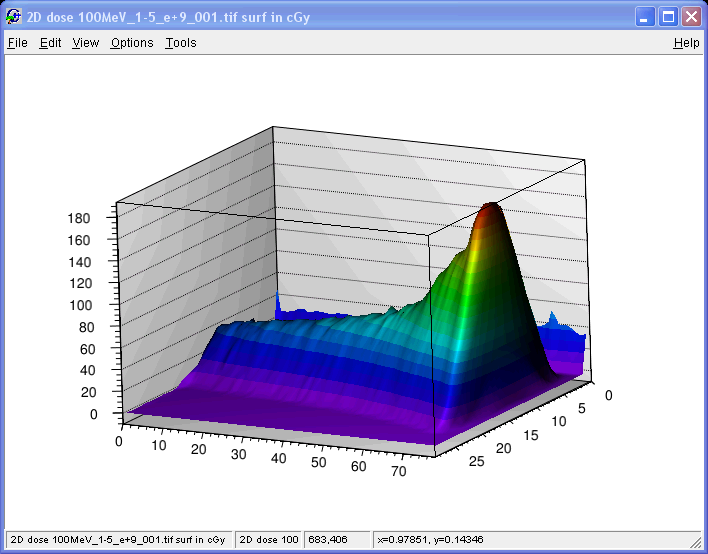 2D dose 100MeV_1-5_e+9_001.tif surf in cGy
File Edit View Options Tools Help
180
160
140
120
100
80
60
40
20
0
0 10 20 30 40 50 60 70
25 20 15 10 5 0
2D dose 100MeV_1-5_e+9_001.tif surf in cGy 2D dose 100 683,406 x=0.97851, y=0.14346